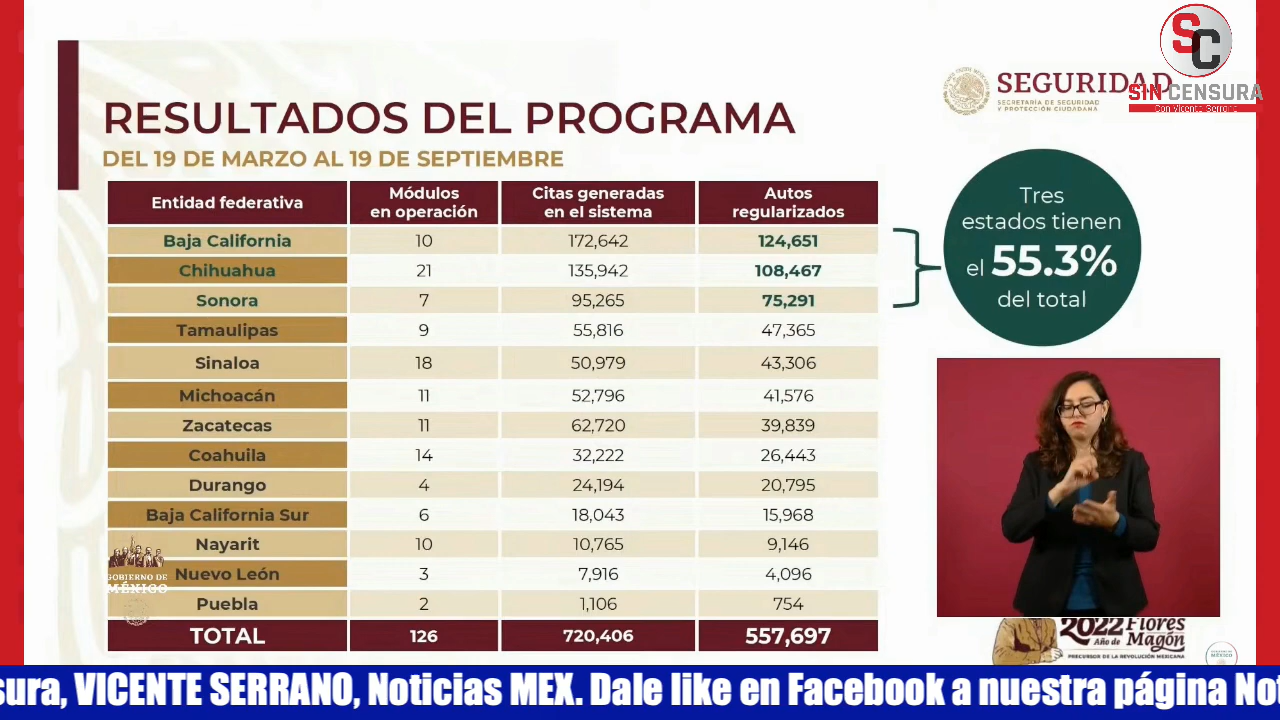 SC
SIN CENSURA
Con Vicente Serrano
SEGURIDAD
SECRETARÍA DE SEGURIDAD
Y PROTECCIÓN CIUDADANA
RESULTADOS DEL PROGRAMA
DEL 19 DE MARZO AL 19 DE SEPTIEMBRE
Entidad federativa Módulos en operación Citas generadas en el sistema Autos regularizados
Baja California 10 172,642 124,651
Chihuahua 21 135,942 108,467
Sonora 7 95,265 75,291
Tamaulipas 9 55,816 47,365
Sinaloa 18 50,979 43,306
Michoacán 11 52,796 41,576
Zacatecas 11 62,720 39,839
Coahuila 14 32,222 26,443
Durango 4 24,194 20,795
Baja California Sur 6 18,043 15,968
Nayarit 10 10,765 9,146
Nuevo León 3 7,916 4,096
Puebla 2 1,106 754
TOTAL 126 720,406 557,697
Tres
estados tienen
el 55.3%
del total
GOBIERNO DE
MÉXICO
2022 Flores
Año de Magón
PRECURSOR DE LA REVOLUCIÓN MEXICANA
sura, VICENTE SERRANO, Noticias MEX. Dale like en Facebook a nuestra página Not